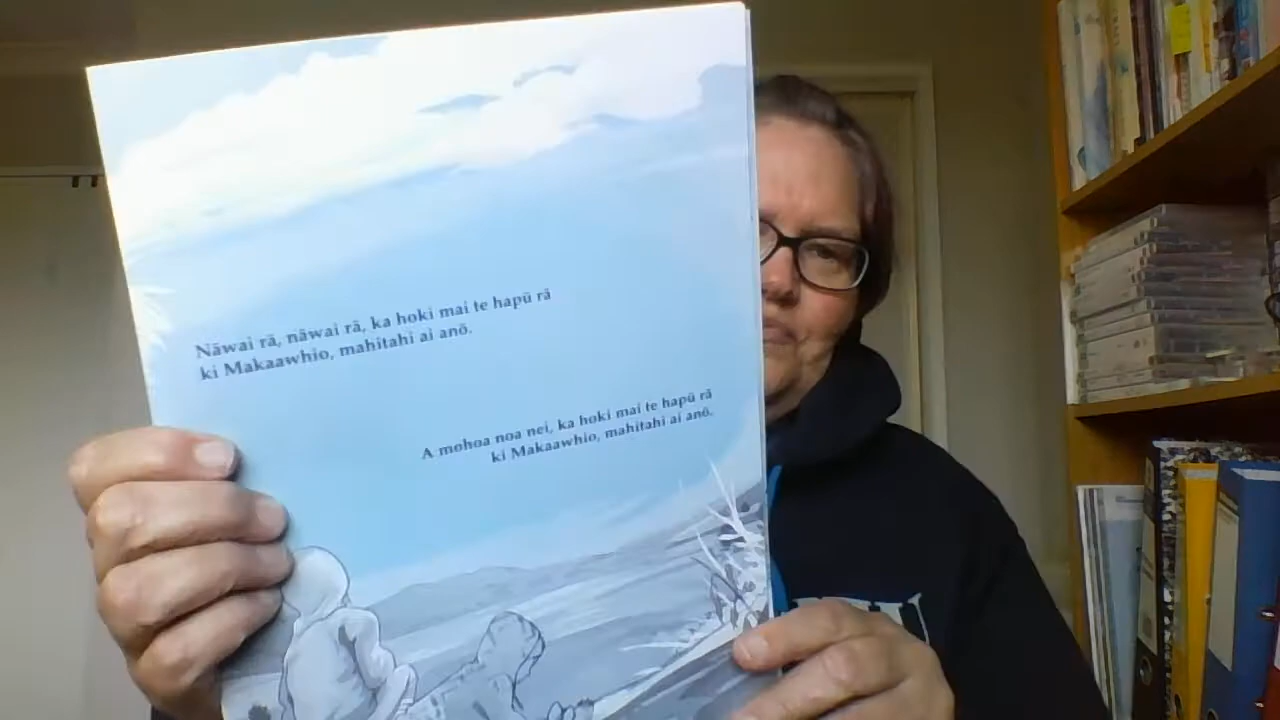 Nāwai rā, nāwai rā, ka hoki mai te hapū rā
ki Makaawhio, mahitahi ai anō.
A mohoa noa nei, ka hoki mai te hapū rā
ki Makaawhio, mahitahi ai anō.